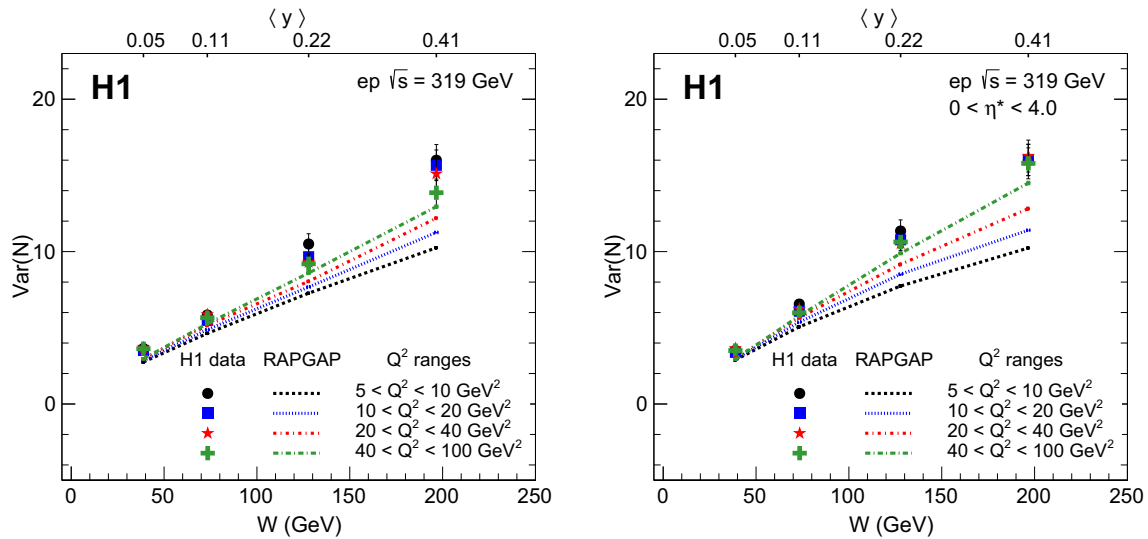 ⟨ y ⟩
0.05 0.11 0.22 0.41
H1
ep √s = 319 GeV
20
10
0
Var(N)
H1 data RAPGAP Q² ranges
5 < Q² < 10 GeV²
10 < Q² < 20 GeV²
20 < Q² < 40 GeV²
40 < Q² < 100 GeV²
0 50 100 150 200 250
W (GeV)
⟨ y ⟩
0.05 0.11 0.22 0.41
H1
ep √s = 319 GeV
0 < η* < 4.0
20
10
0
Var(N)
H1 data RAPGAP Q² ranges
5 < Q² < 10 GeV²
10 < Q² < 20 GeV²
20 < Q² < 40 GeV²
40 < Q² < 100 GeV²
0 50 100 150 200 250
W (GeV)